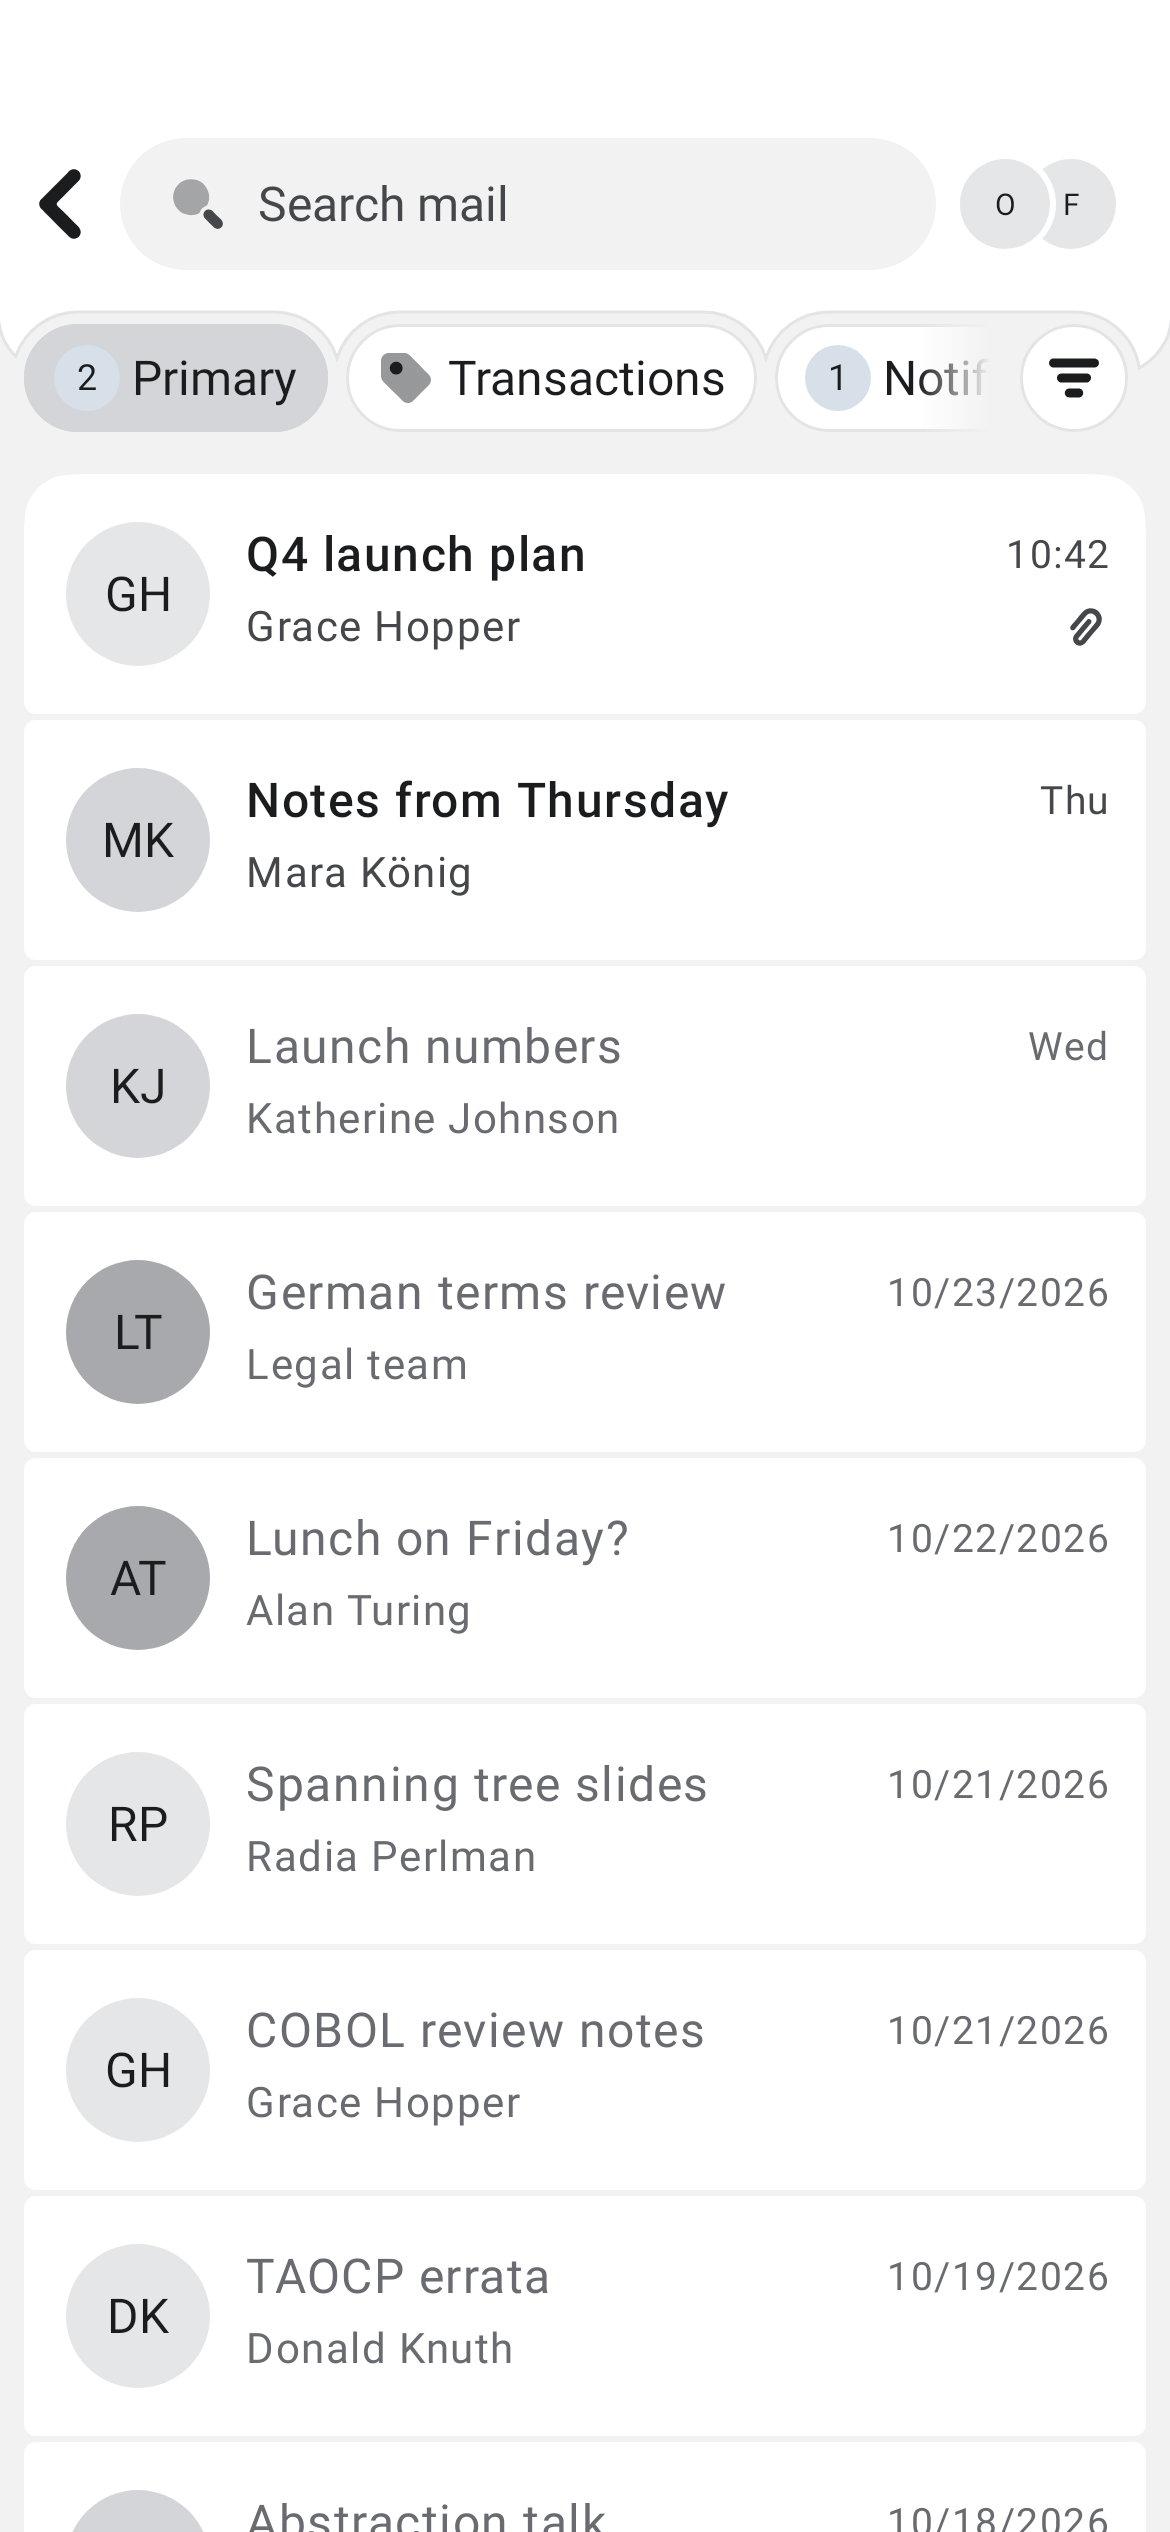 Search mail
O
F
2 Primary
Transactions
1 Notif
GH
Q4 launch plan
10:42
Grace Hopper
MK
Notes from Thursday
Thu
Mara König
KJ
Launch numbers
Wed
Katherine Johnson
LT
German terms review
10/23/2026
Legal team
AT
Lunch on Friday?
10/22/2026
Alan Turing
RP
Spanning tree slides
10/21/2026
Radia Perlman
GH
COBOL review notes
10/21/2026
Grace Hopper
DK
TAOCP errata
10/19/2026
Donald Knuth
Abstraction talk
10/18/2026